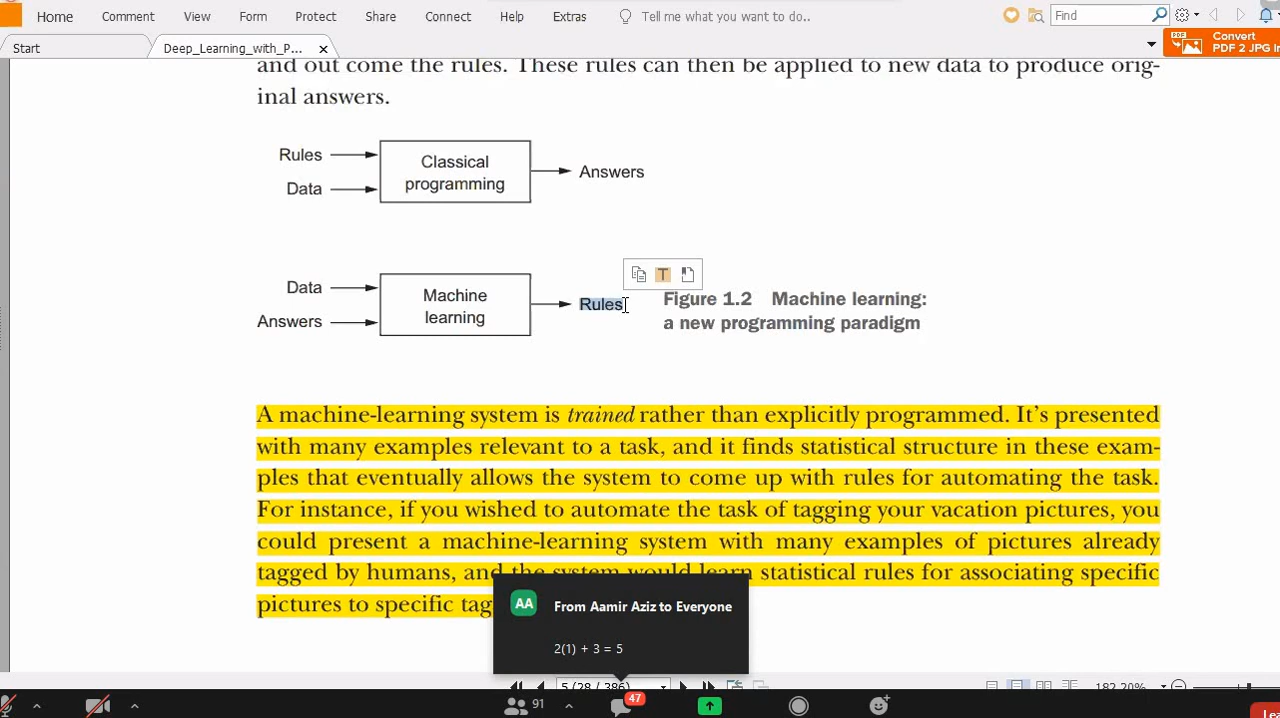 Home Comment View Form Protect Share Connect Help Extras Tell me what you want to do.. Find
Start Deep_Learning_with_P... Convert
PDF 2 JPG
and out come the rules. These rules can then be applied to new data to produce orig-
inal answers.
Rules
Data
Classical
programming
Answers
Data
Answers
Machine
learning
Rules
T
Figure 1.2 Machine learning:
a new programming paradigm
A machine-learning system is trained rather than explicitly programmed. It's presented
with many examples relevant to a task, and it finds statistical structure in these exam-
ples that eventually allows the system to come up with rules for automating the task.
For instance, if you wished to automate the task of tagging your vacation pictures, you
could present a machine-learning system with many examples of pictures already
tagged by humans, and the system would learn statistical rules for associating specific
pictures to specific
AA From Aamir Aziz to Everyone
2(1) + 3 = 5
5 (28 / 386) 182.20%
91 47